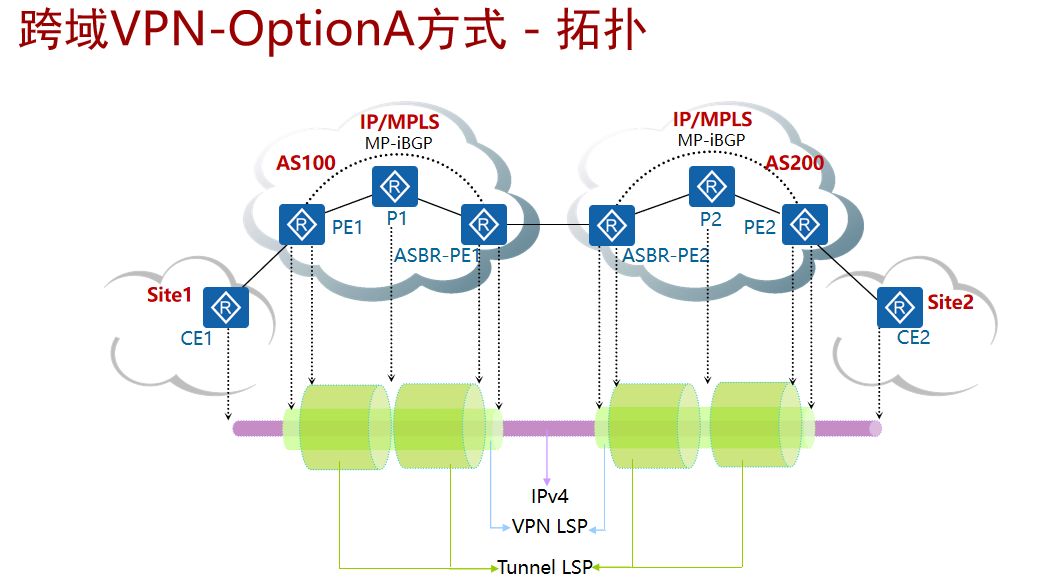 跨域VPN-OptionA方式 - 拓扑
IP/MPLS
MP-iBGP
AS100
R
P1
R
PE1
R
ASBR-PE1
IP/MPLS
MP-iBGP
AS200
R
P2
R
ASBR-PE2
R
PE2
Site1
R
CE1
Site2
R
CE2
IPv4
VPN LSP
Tunnel LSP